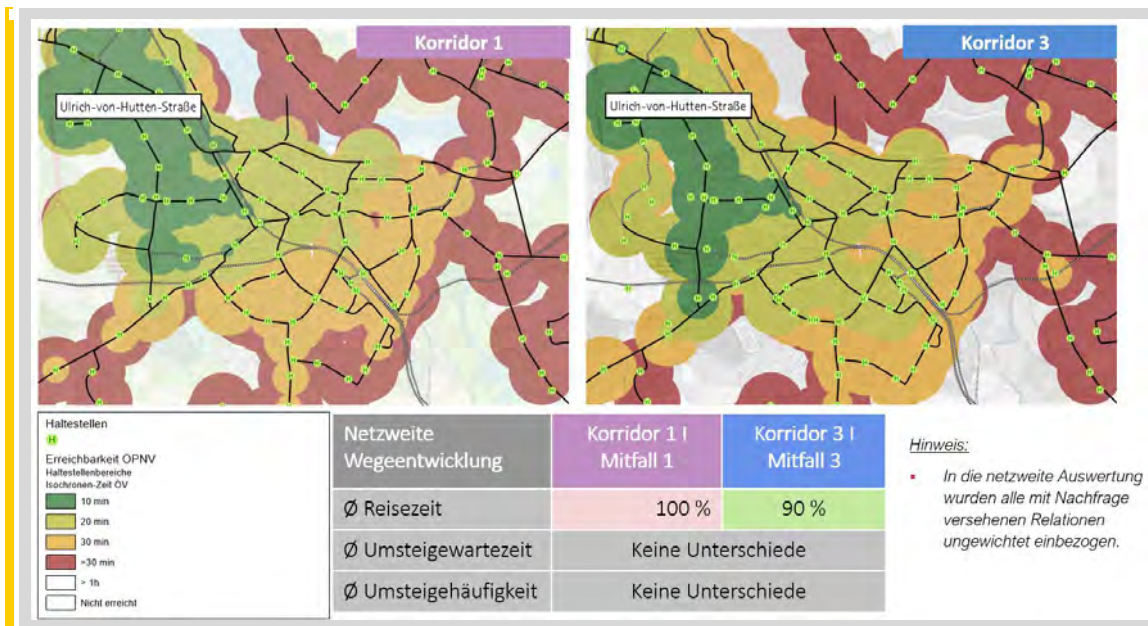 Korridor 1
Ulrich-von-Hutten-Straße
Korridor 3
Ulrich-von-Hutten-Straße
Haltestellen
H
Erreichbarkeit ÖPNV
Haltestellenbereiche
Isochronen-Zeit ÖV
10 min
20 min
30 min
>30 min
> 1h
Nicht erreicht
Netzweite
Wegeentwicklung
Korridor 1 I
Mitfall 1
Korridor 3 I
Mitfall 3
Ø Reisezeit
100 %
90 %
Ø Umsteigewartezeit
Keine Unterschiede
Ø Umsteigehäufigkeit
Keine Unterschiede
Hinweis:
▪ In die netzweite Auswertung
wurden alle mit Nachfrage
versehenen Relationen
ungewichtet einbezogen.